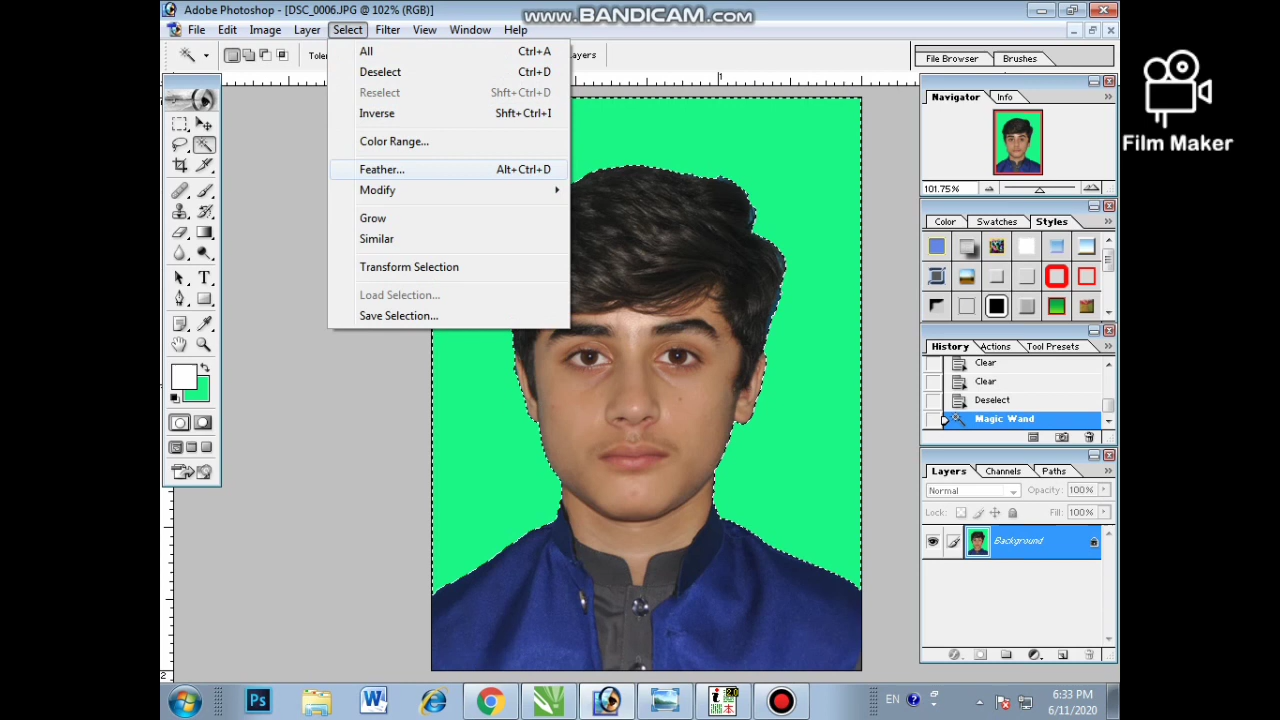 Adobe Photoshop - [DSC_0006.JPG @ 102% (RGB)]
www.BANDICAM.com
File Edit Image Layer Select Filter View Window Help
Film Maker
All Ctrl+A
Deselect Ctrl+D
Reselect Shft+Ctrl+D
Inverse Shft+Ctrl+I
Color Range...
Feather... Alt+Ctrl+D
Modify
Grow
Similar
Transform Selection
Load Selection...
Save Selection...
File Browser Brushes
Navigator Info
101.75%
Color Swatches Styles
History Actions Tool Presets
Clear
Clear
Deselect
Magic Wand
Layers Channels Paths
Normal Opacity: 100%
Lock: Fill: 100%
Background
EN
6:33 PM
6/11/2020